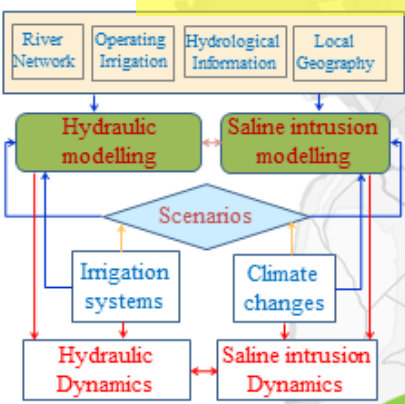 River
Network
Operating
Irrigation
Hydrological
Information
Local
Geography
Hydraulic
modelling
Saline intrusion
modelling
Scenarios
Irrigation
systems
Climate
changes
Hydraulic
Dynamics
Saline intrusion
Dynamics